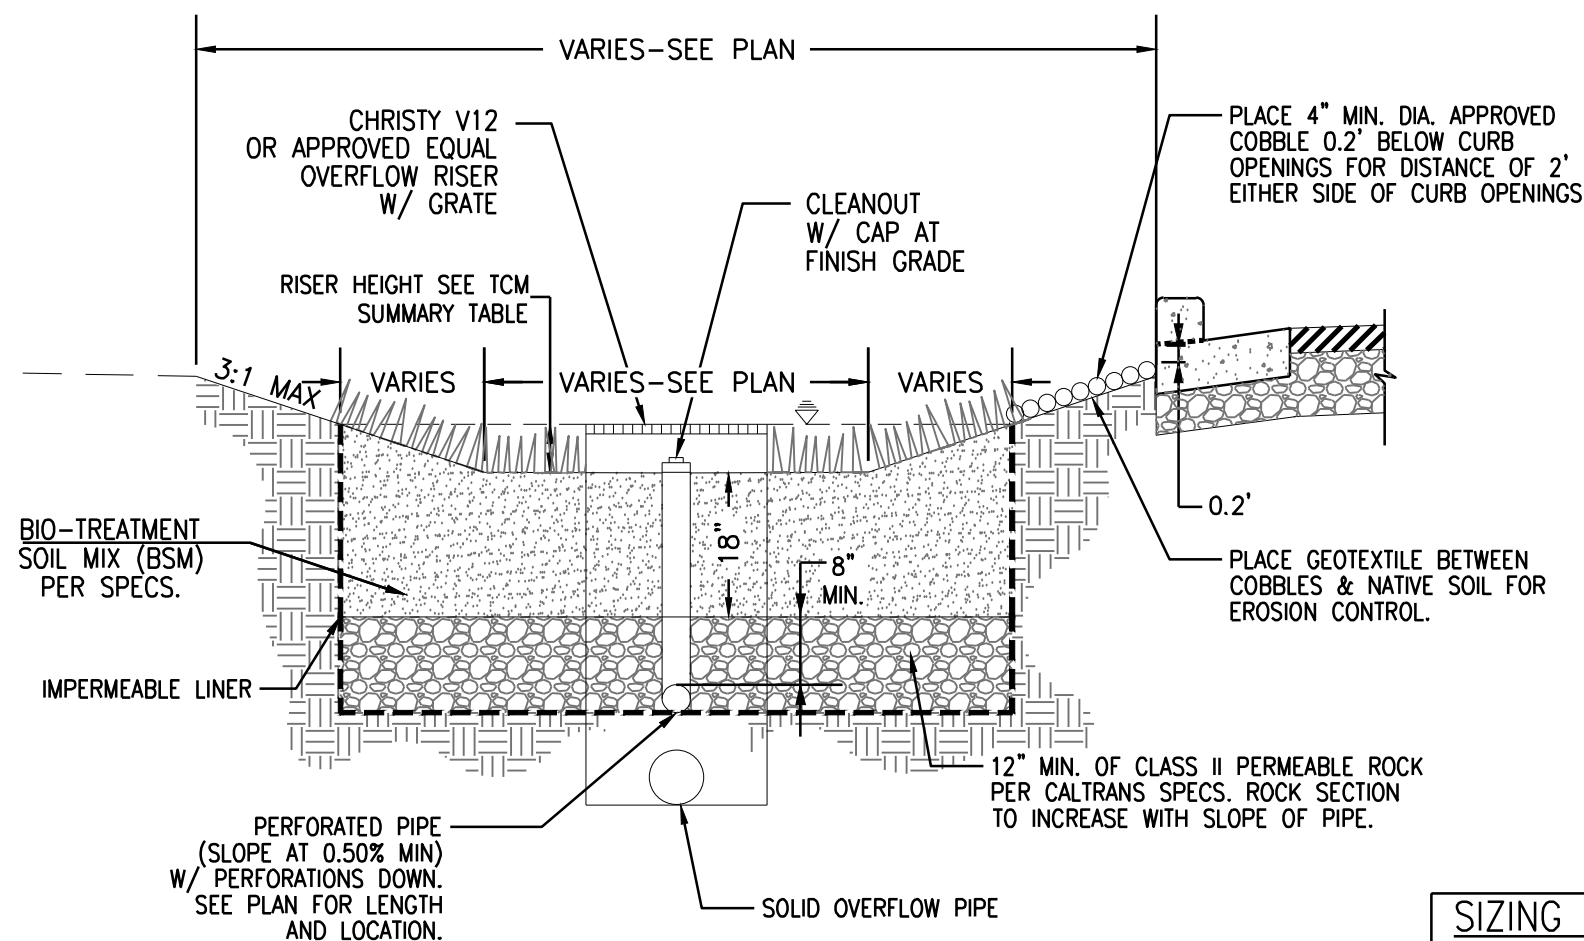 VARIES-SEE PLAN
CHRISTY V12
OR APPROVED EQUAL
OVERFLOW RISER
W/ GRATE
PLACE 4" MIN. DIA. APPROVED
COBBLE 0.2' BELOW CURB
OPENINGS FOR DISTANCE OF 2'
EITHER SIDE OF CURB OPENINGS
CLEANOUT
W/ CAP AT
FINISH GRADE
RISER HEIGHT SEE TCM
SUMMARY TABLE
3:1 MAX
VARIES
VARIES-SEE PLAN
VARIES
0.2'
BIO-TREATMENT
SOIL MIX (BSM)
PER SPECS.
18"
8"
MIN.
PLACE GEOTEXTILE BETWEEN
COBBLES & NATIVE SOIL FOR
EROSION CONTROL.
IMPERMEABLE LINER
12" MIN. OF CLASS II PERMEABLE ROCK
PER CALTRANS SPECS. ROCK SECTION
TO INCREASE WITH SLOPE OF PIPE.
PERFORATED PIPE
(SLOPE AT 0.50% MIN)
W/ PERFORATIONS DOWN.
SEE PLAN FOR LENGTH
AND LOCATION.
SOLID OVERFLOW PIPE
SIZING